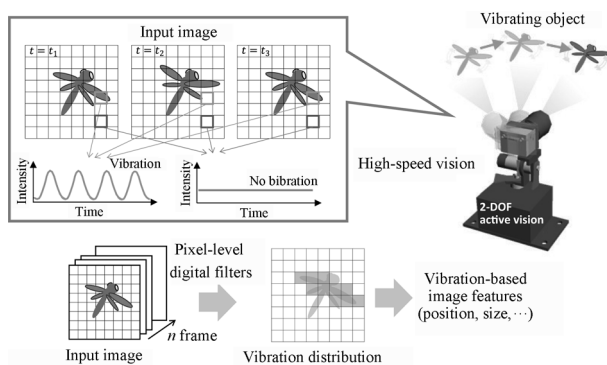 Input image
t = t1
t = t2
t = t3
Intensity
Vibration
Time
Intensity
No bibration
Time
Vibrating object
High-speed vision
2-DOF
active vision
Pixel-level
digital filters
n frame
Input image
Vibration distribution
Vibration-based
image features
(position, size,⋯)